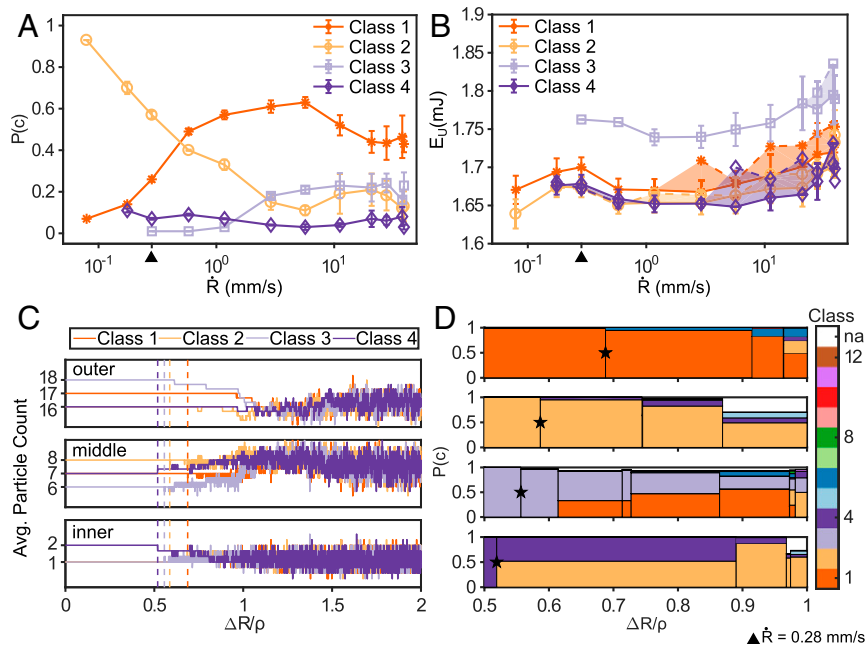 A
B
Class 1
Class 2
Class 3
Class 4
Class 1
Class 2
Class 3
Class 4
P(c)
1
0.8
0.6
0.4
0.2
0
10⁻¹
10⁰
10¹
▲
Ṙ (mm/s)
E_U(mJ)
1.9
1.85
1.8
1.75
1.7
1.65
1.6
10⁻¹
10⁰
10¹
▲
Ṙ (mm/s)
C
D
Class 1
Class 2
Class 3
Class 4
Avg. Particle Count
outer
18
17
16
middle
8
7
6
inner
2
1
0
0.5
1
1.5
2
ΔR/ρ
P(c)
1
0.5
0
1
0.5
0
1
0.5
0
1
0.5
0
0.5
0.6
0.7
0.8
0.9
1
ΔR/ρ
Class
na
12
8
4
1
▲ Ṙ = 0.28 mm/s